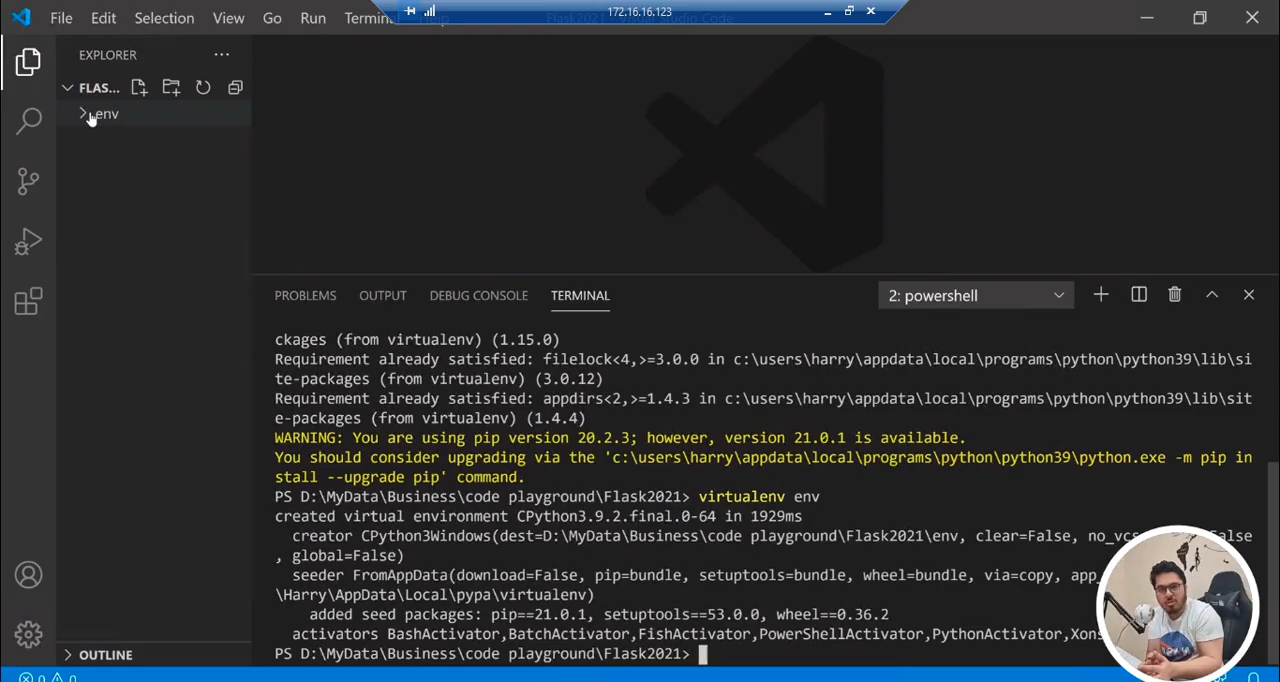 File Edit Selection View Go Run Termin
172.16.16.123
Flask2021 - Visual Studio Code
EXPLORER
FLAS...
env
PROBLEMS OUTPUT DEBUG CONSOLE TERMINAL
2: powershell
ckages (from virtualenv) (1.15.0)
Requirement already satisfied: filelock<4,>=3.0.0 in c:\users\harry\appdata\local\programs\python\python39\lib\si
te-packages (from virtualenv) (3.0.12)
Requirement already satisfied: appdirs<2,>=1.4.3 in c:\users\harry\appdata\local\programs\python\python39\lib\sit
e-packages (from virtualenv) (1.4.4)
WARNING: You are using pip version 20.2.3; however, version 21.0.1 is available.
You should consider upgrading via the 'c:\users\harry\appdata\local\programs\python\python39\python.exe -m pip in
stall --upgrade pip' command.
PS D:\MyData\Business\code playground\Flask2021> virtualenv env
created virtual environment CPython3.9.2.final.0-64 in 1929ms
creator CPython3Windows(dest=D:\MyData\Business\code playground\Flask2021\env, clear=False, no_vcs False
, global=False)
seeder FromAppData(download=False, pip=bundle, setuptools=bundle, wheel=bundle, via=copy, app_
\Harry\AppData\Local\pypa\virtualenv)
added seed packages: pip==21.0.1, setuptools==53.0.0, wheel==0.36.2
activators BashActivator,BatchActivator,FishActivator,PowerShellActivator,PythonActivator,Xons
PS D:\MyData\Business\code playground\Flask2021>
OUTLINE
0 0